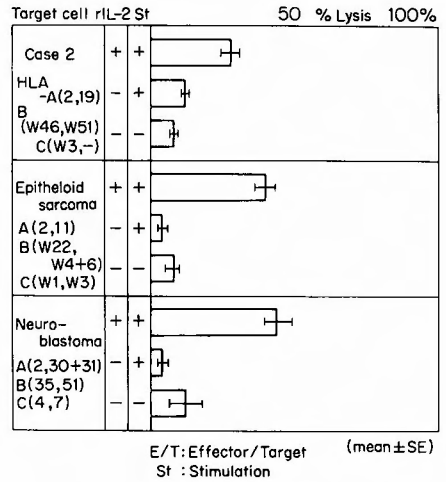 Target cell rIL-2 St 50 % Lysis 100%
Case 2 + +
HLA
-A(2,19) - +
B
(W46,W51) - -
C(W3,-)
Epitheloid + +
sarcoma
A(2,11) - +
B(W22,
W4+6) - -
C(W1,W3)
Neuro- + +
blastoma
A(2,30+31) - +
B(35,51)
C(4,7) - -
E/T: Effector/Target (mean±SE)
St : Stimulation